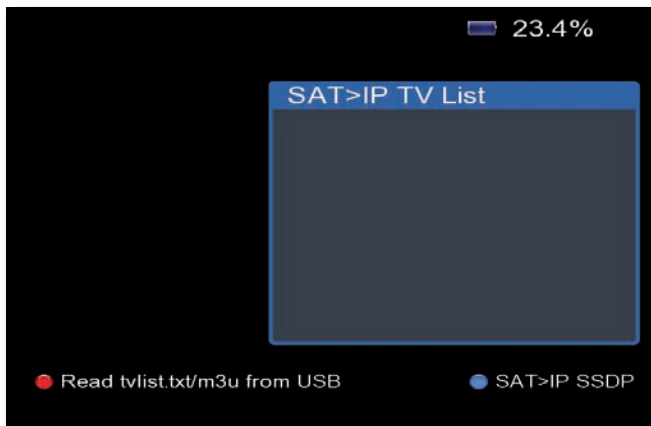 23.4%
SAT>IP TV List
Read tvlist.txt/m3u from USB
SAT>IP SSDP